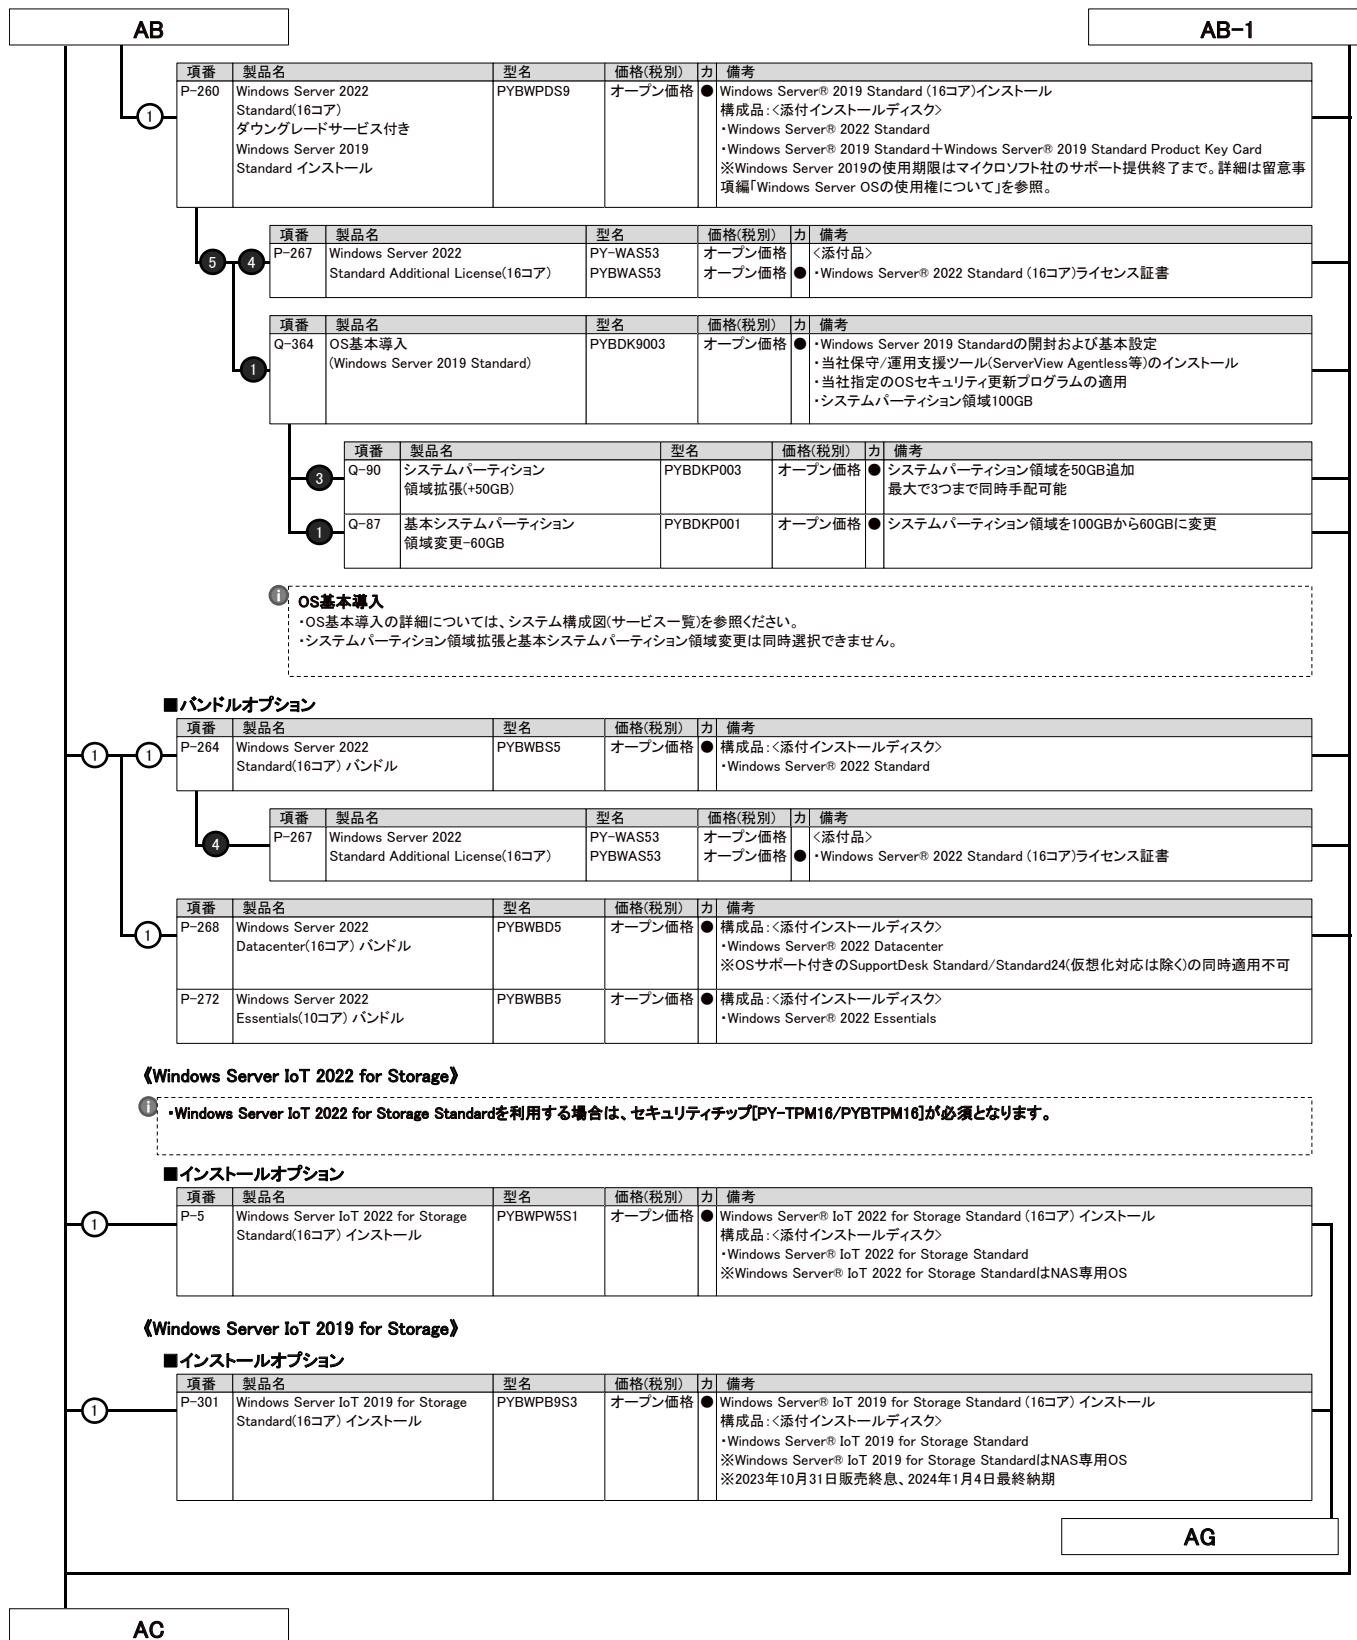 AB
AB-1
項番 製品名 型名 価格(税別) カ 備考
P-260 Windows Server 2022 PYBWPDS9 オープン価格 ● Windows Server® 2019 Standard (16コア)インストール
Standard(16コア) 構成品:<添付インストールディスク>
ダウングレードサービス付き ・Windows Server® 2022 Standard
Windows Server 2019 ・Windows Server® 2019 Standard+Windows Server® 2019 Standard Product Key Card
Standard インストール ※Windows Server 2019の使用期限はマイクロソフト社のサポート提供終了まで。詳細は留意事
項編「Windows Server OSの使用権について」を参照。
1
項番 製品名 型名 価格(税別) カ 備考
5 4 P-267 Windows Server 2022 PY-WAS53 オープン価格 <添付品>
Standard Additional License(16コア) PYBWAS53 オープン価格 ● ・Windows Server® 2022 Standard (16コア)ライセンス証書
項番 製品名 型名 価格(税別) カ 備考
Q-364 OS基本導入 PYBDK9003 オープン価格 ● ・Windows Server 2019 Standardの開封および基本設定
(Windows Server 2019 Standard) ・当社保守/運用支援ツール(ServerView Agentless等)のインストール
1 ・当社指定のOSセキュリティ更新プログラムの適用
・システムパーティション領域100GB
項番 製品名 型名 価格(税別) カ 備考
3 Q-90 システムパーティション PYBDKP003 オープン価格 ● システムパーティション領域を50GB追加
領域拡張(+50GB) 最大で3つまで同時手配可能
1 Q-87 基本システムパーティション PYBDKP001 オープン価格 ● システムパーティション領域を100GBから60GBに変更
領域変更-60GB
i OS基本導入
・OS基本導入の詳細については、システム構成図(サービス一覧)を参照ください。
・システムパーティション領域拡張と基本システムパーティション領域変更は同時選択できません。
■バンドルオプション
項番 製品名 型名 価格(税別) カ 備考
1 1 P-264 Windows Server 2022 PYBWBS5 オープン価格 ● 構成品:<添付インストールディスク>
Standard(16コア) バンドル ・Windows Server® 2022 Standard
項番 製品名 型名 価格(税別) カ 備考
4 P-267 Windows Server 2022 PY-WAS53 オープン価格 <添付品>
Standard Additional License(16コア) PYBWAS53 オープン価格 ● ・Windows Server® 2022 Standard (16コア)ライセンス証書
項番 製品名 型名 価格(税別) カ 備考
1 P-268 Windows Server 2022 PYBWBD5 オープン価格 ● 構成品:<添付インストールディスク>
Datacenter(16コア) バンドル ・Windows Server® 2022 Datacenter
※OSサポート付きのSupportDesk Standard/Standard24(仮想化対応は除く)の同時適用不可
P-272 Windows Server 2022 PYBWBB5 オープン価格 ● 構成品:<添付インストールディスク>
Essentials(10コア) バンドル ・Windows Server® 2022 Essentials
《Windows Server IoT 2022 for Storage》
i ・Windows Server IoT 2022 for Storage Standardを利用する場合は、セキュリティチップ[PY-TPM16/PYBTPM16]が必須となります。
■インストールオプション
項番 製品名 型名 価格(税別) カ 備考
1 P-5 Windows Server IoT 2022 for Storage PYBWPW5S1 オープン価格 ● Windows Server® IoT 2022 for Storage Standard (16コア) インストール
Standard(16コア) インストール 構成品:<添付インストールディスク>
・Windows Server® IoT 2022 for Storage Standard
※Windows Server® IoT 2022 for Storage StandardはNAS専用OS
《Windows Server IoT 2019 for Storage》
■インストールオプション
項番 製品名 型名 価格(税別) カ 備考
1 P-301 Windows Server IoT 2019 for Storage PYBWPB9S3 オープン価格 ● Windows Server® IoT 2019 for Storage Standard (16コア) インストール
Standard(16コア) インストール 構成品:<添付インストールディスク>
・Windows Server® IoT 2019 for Storage Standard
※Windows Server® IoT 2019 for Storage StandardはNAS専用OS
※2023年10月31日販売終息、2024年1月4日最終納期
AG
AC